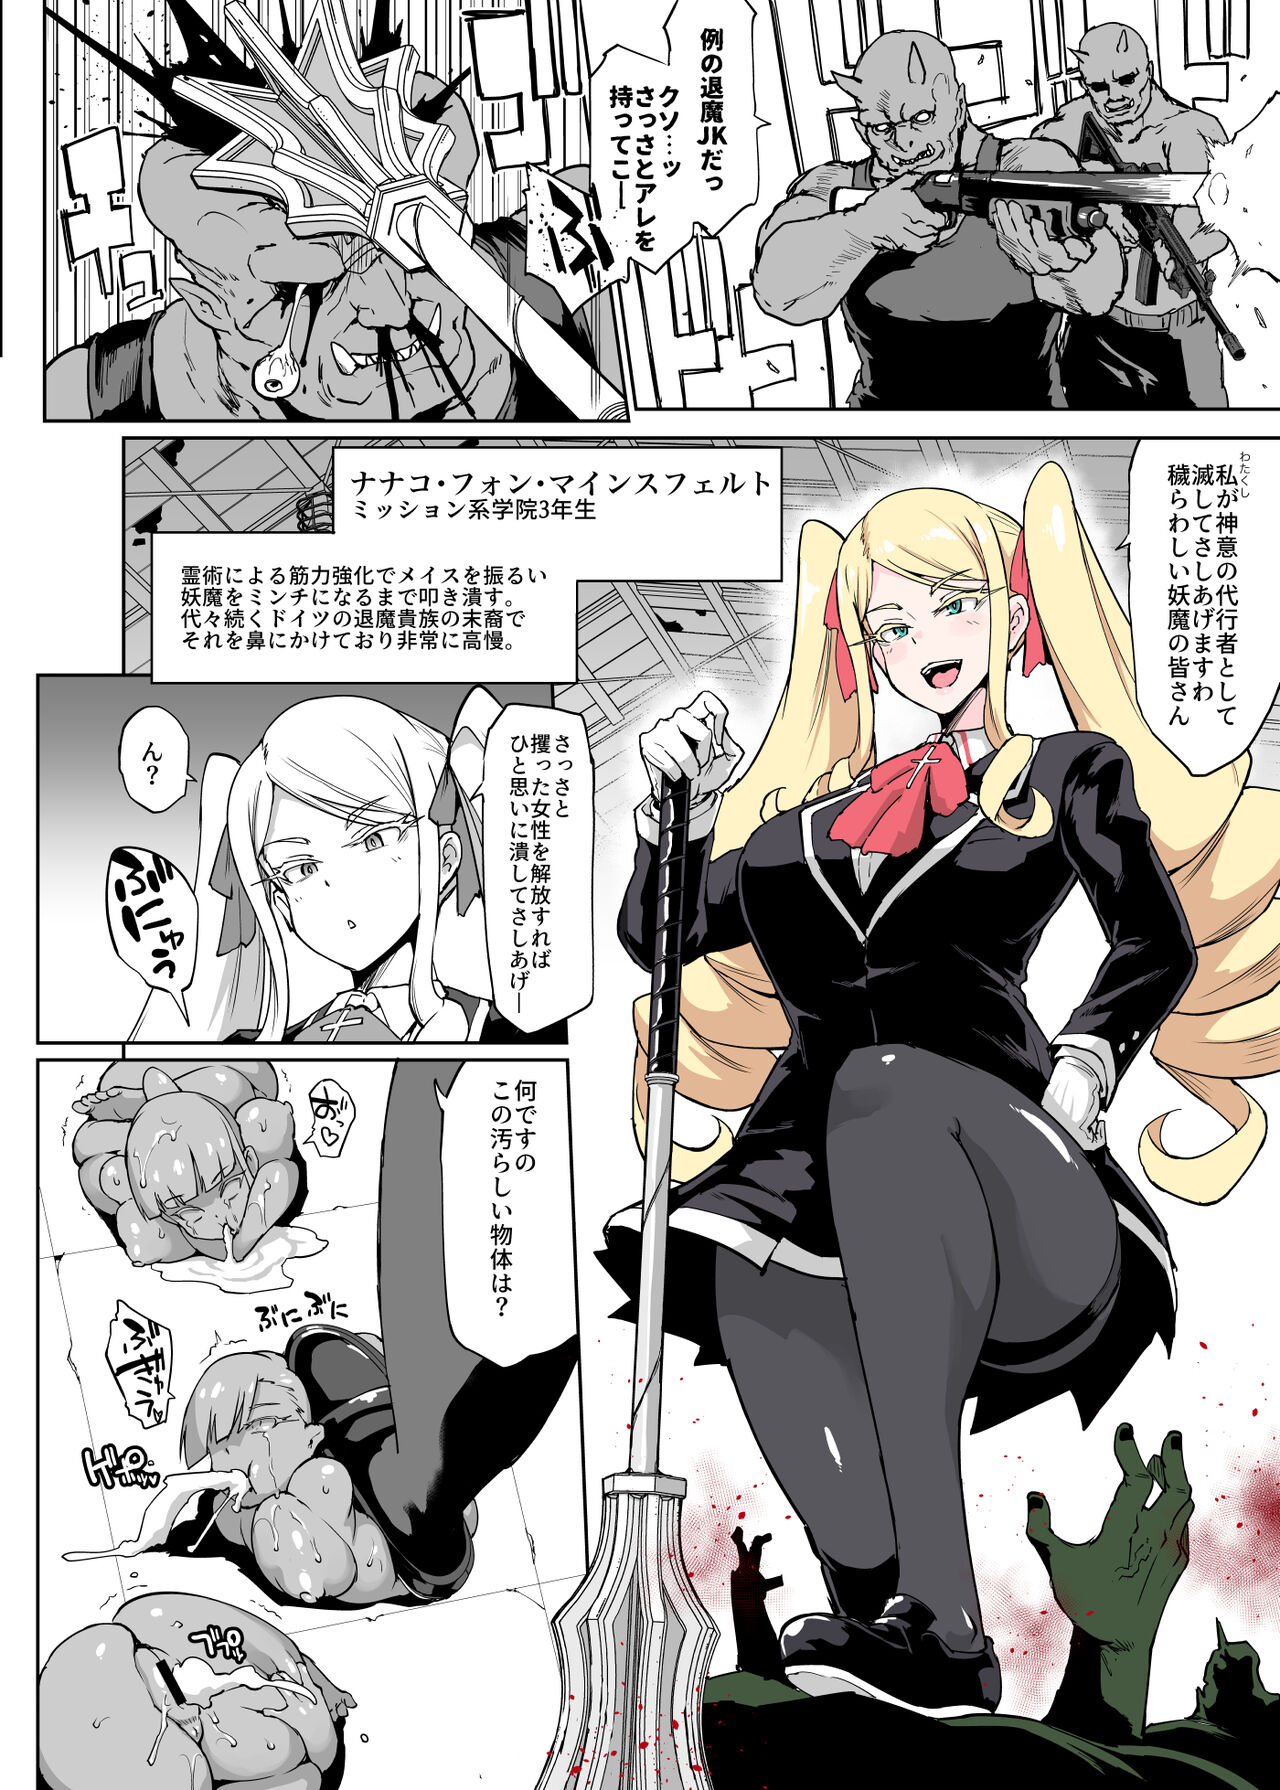 例の退魔JKだっ
クソ…ッ
さっさとアレを
持ってこ―
ナナコ・フォン・マインスフェルト
ミッション系学院3年生
霊術による筋力強化でメイスを振るい
妖魔をミンチになるまで叩き潰す。
代々続くドイツの退魔貴族の末裔で
それを鼻にかけており非常に高慢。
わたくし
私が神意の代行者として
滅してさしあげますわ
穢らわしい妖魔の皆さん
さっさと
攫った女性を解放すれば
ひと思いに潰してさしあげ―
ん?
ぶにゅう
何ですの
この汚らしい物体は?
ぶにぶに